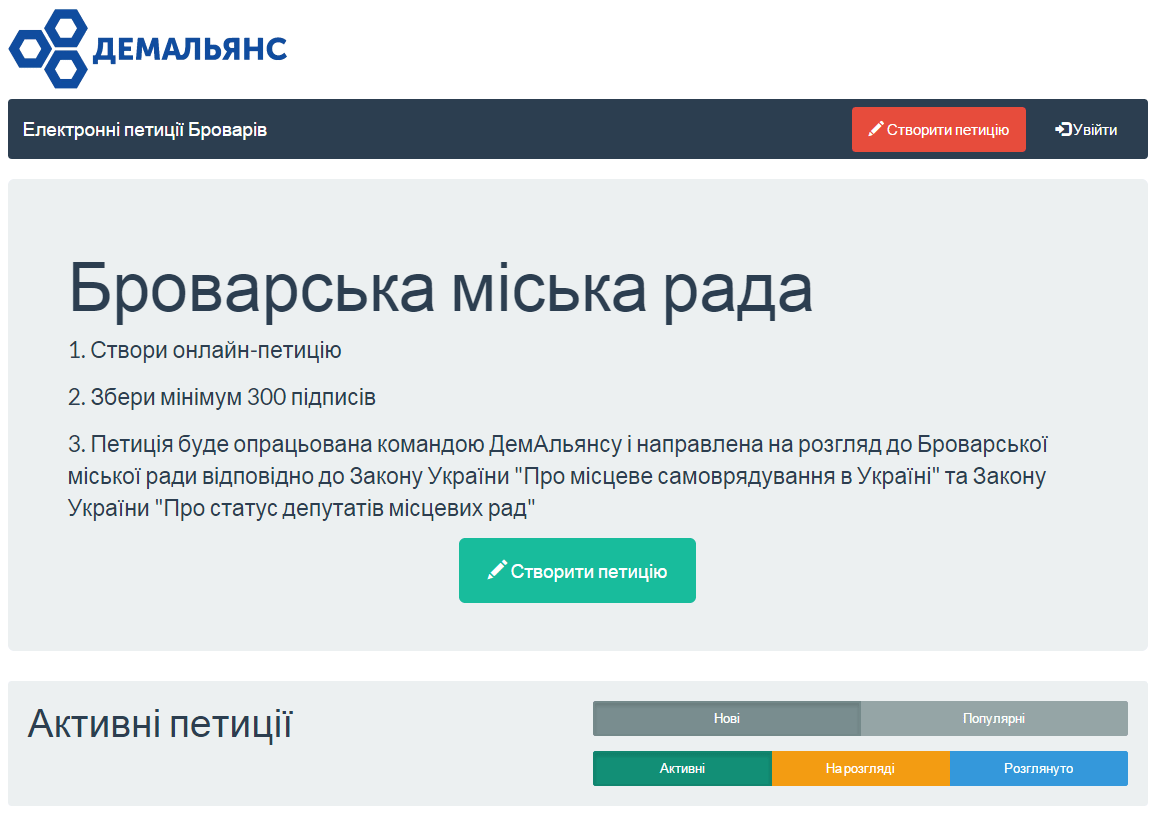 ДЕМАЛЬЯНС
Електронні петиції Броварів
Створити петицію
Увійти
Броварська міська рада
1. Створи онлайн-петицію
2. Збери мінімум 300 підписів
3. Петиція буде опрацьована командою ДемАльянсу і направлена на розгляд до Броварської
міської ради відповідно до Закону України "Про місцеве самоврядування в Україні" та Закону
України "Про статус депутатів місцевих рад"
Створити петицію
Активні петиції
Нові
Популярні
Активні
На розгляді
Розглянуто